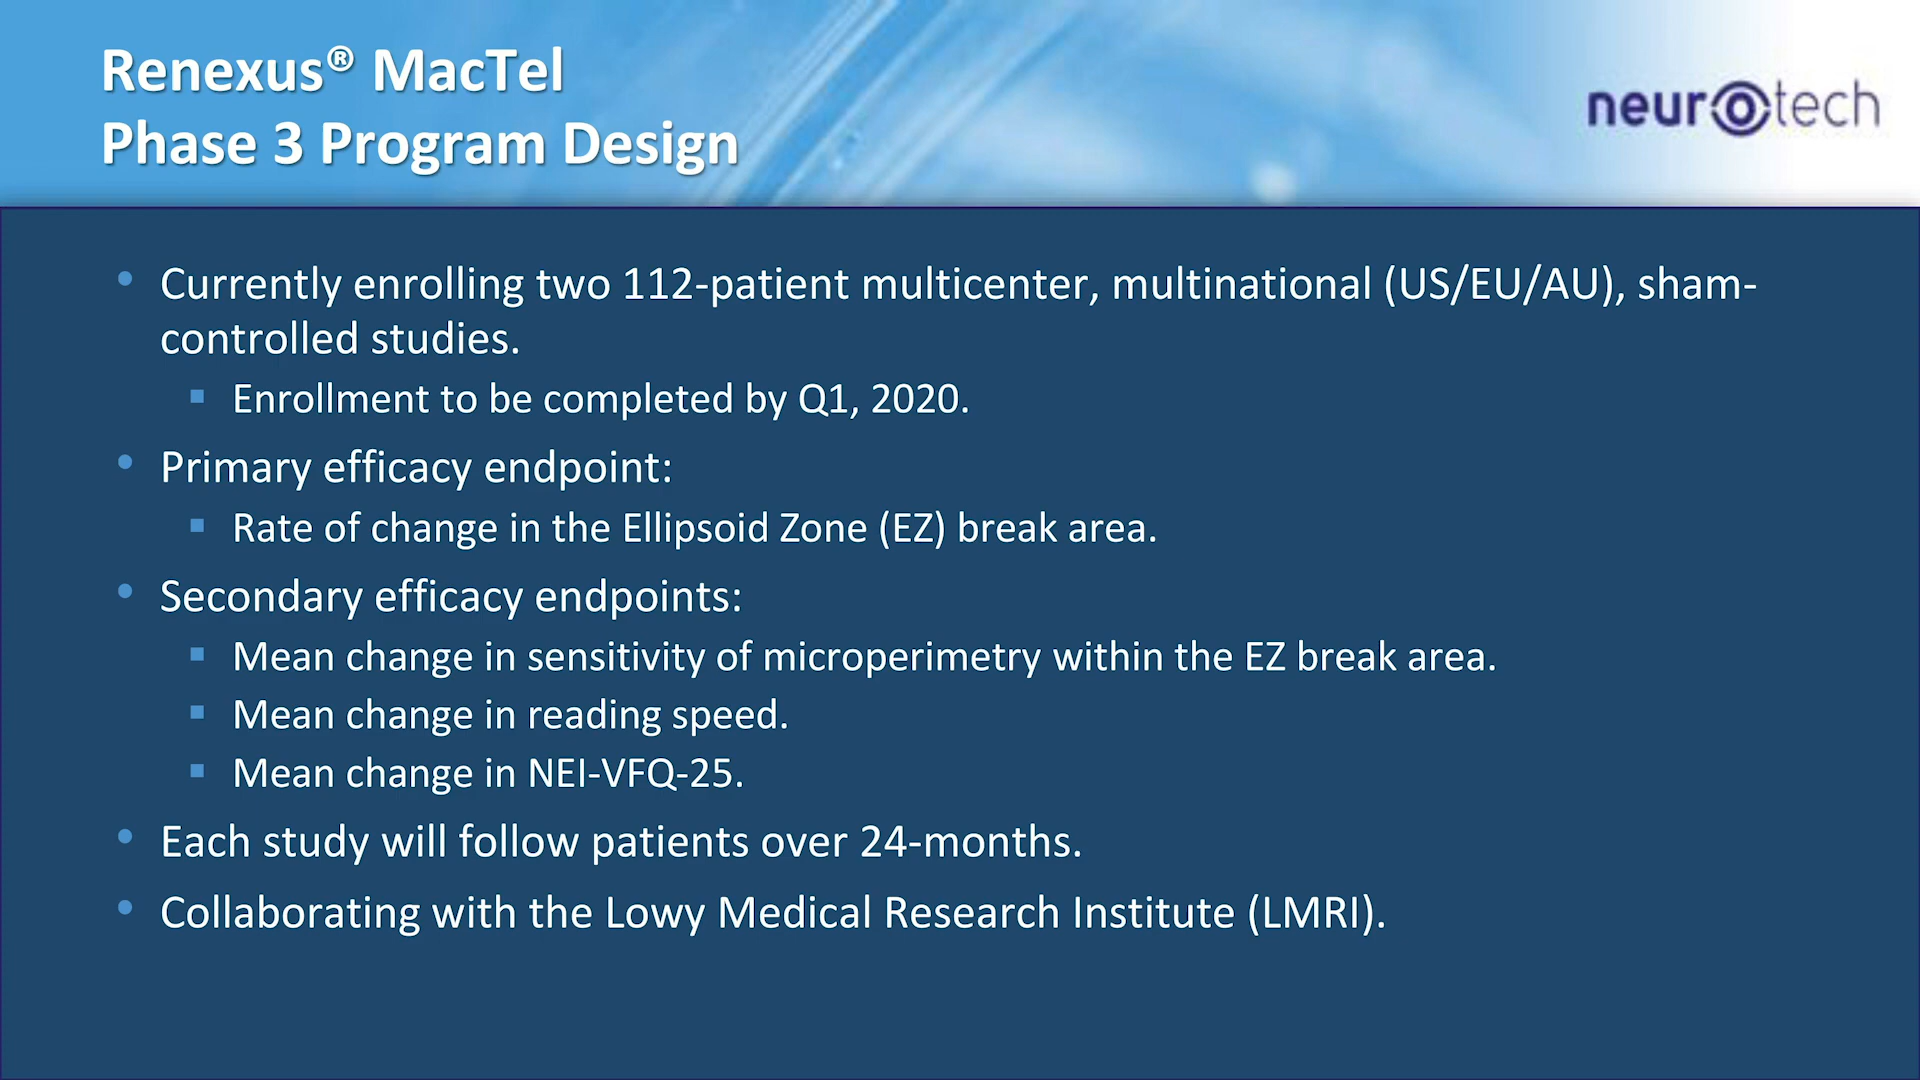 Renexus® MacTel
Phase 3 Program Design
neurotech
• Currently enrolling two 112-patient multicenter, multinational (US/EU/AU), sham-
controlled studies.
▪ Enrollment to be completed by Q1, 2020.
• Primary efficacy endpoint:
▪ Rate of change in the Ellipsoid Zone (EZ) break area.
• Secondary efficacy endpoints:
▪ Mean change in sensitivity of microperimetry within the EZ break area.
▪ Mean change in reading speed.
▪ Mean change in NEI-VFQ-25.
• Each study will follow patients over 24-months.
• Collaborating with the Lowy Medical Research Institute (LMRI).